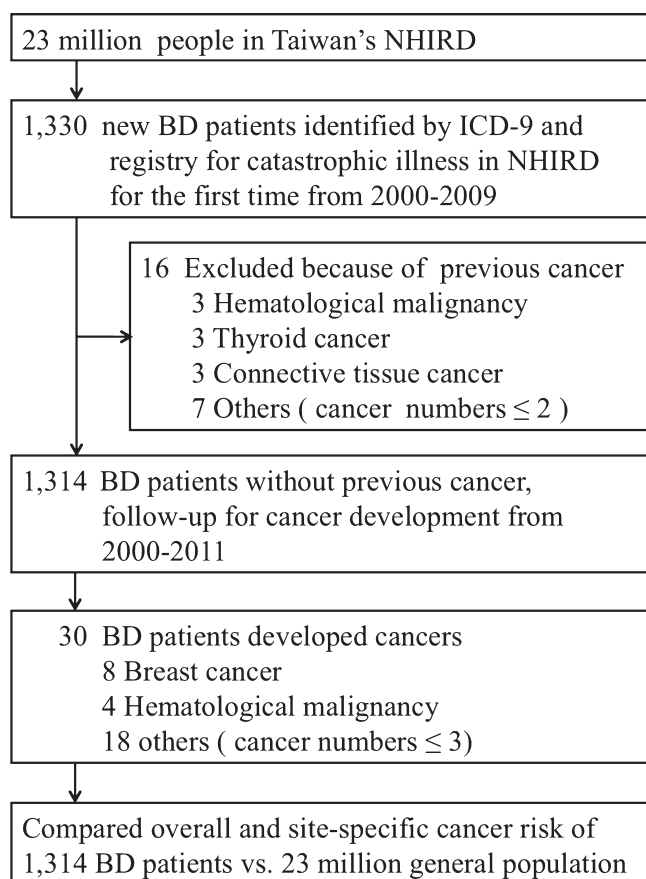 23 million people in Taiwan's NHIRD
1,330 new BD patients identified by ICD-9 and
registry for catastrophic illness in NHIRD
for the first time from 2000-2009
16 Excluded because of previous cancer
3 Hematological malignancy
3 Thyroid cancer
3 Connective tissue cancer
7 Others ( cancer numbers ≤ 2 )
1,314 BD patients without previous cancer,
follow-up for cancer development from
2000-2011
30 BD patients developed cancers
8 Breast cancer
4 Hematological malignancy
18 others ( cancer numbers ≤ 3)
Compared overall and site-specific cancer risk of
1,314 BD patients vs. 23 million general population